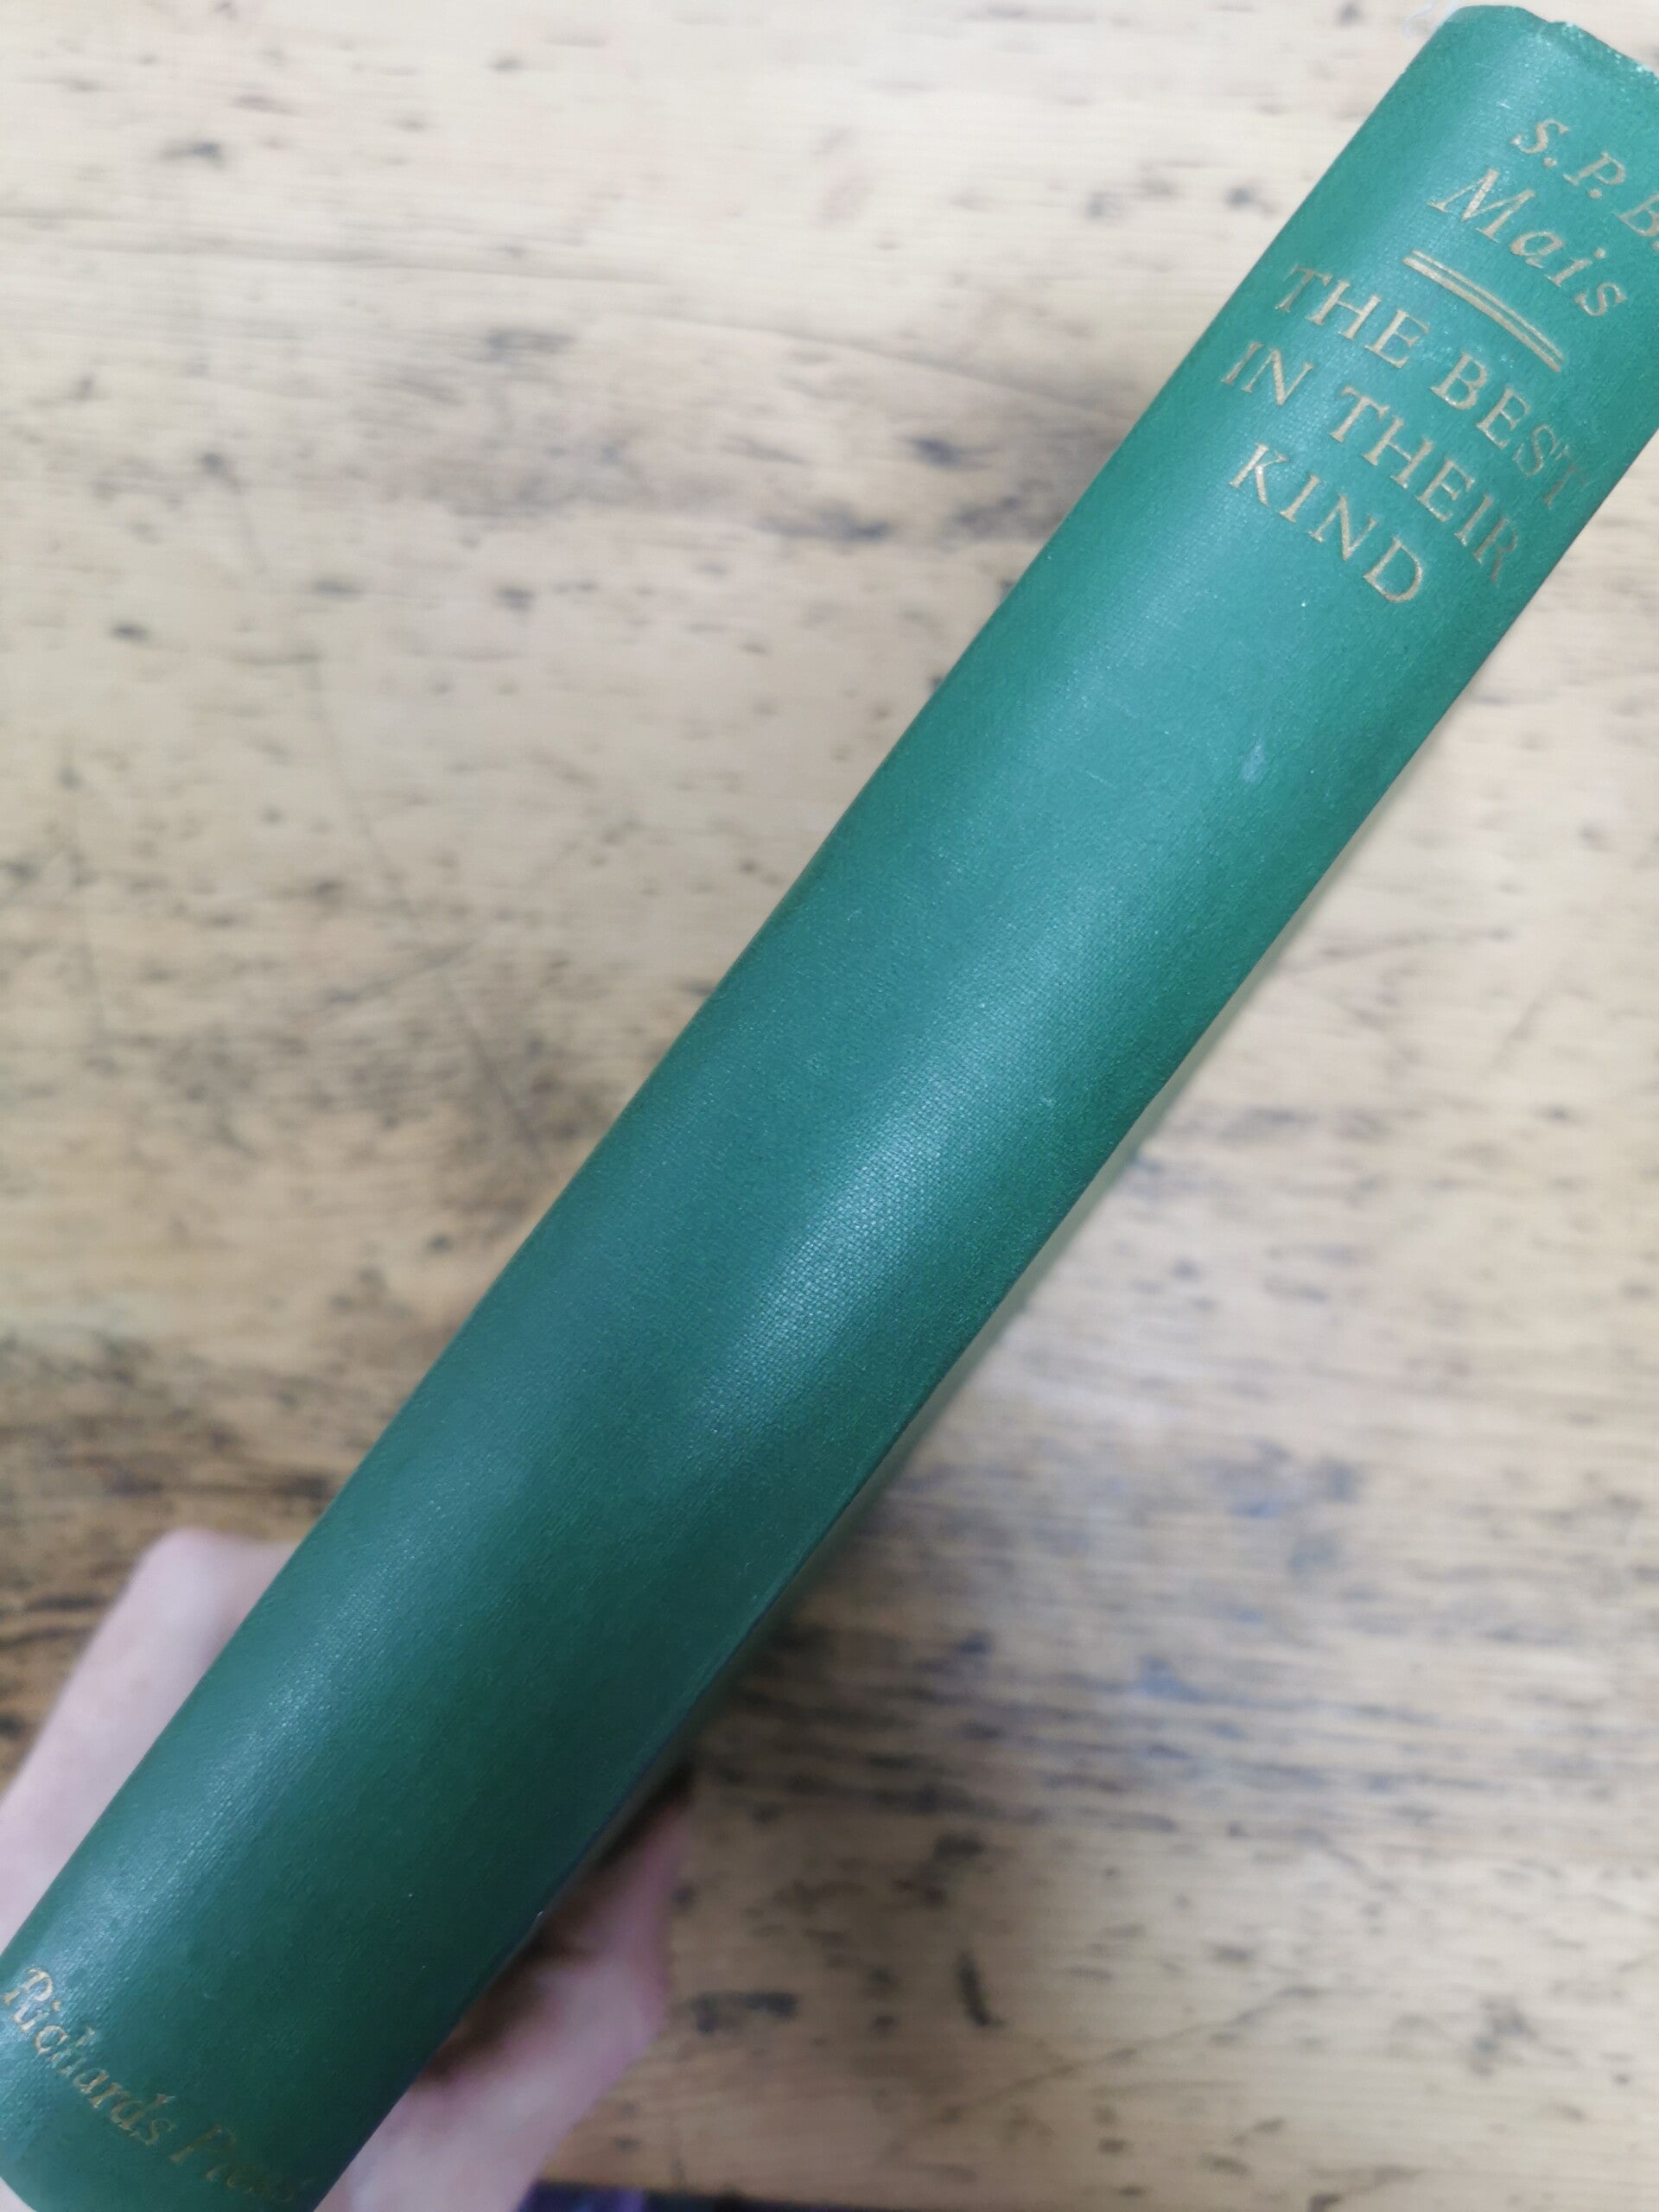 S. P. B.
Mais
THE BEST
IN THEIR
KIND
Richards Press